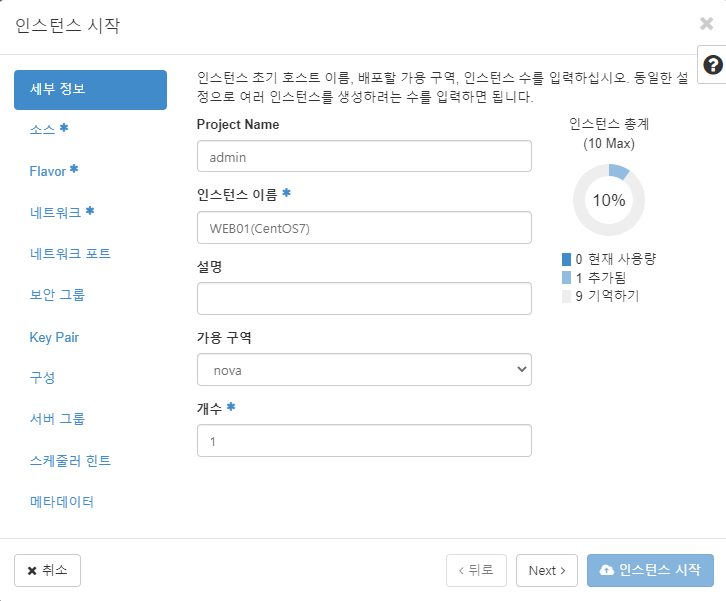 인스턴스 시작
×
세부 정보
소스 *
Flavor *
네트워크 *
네트워크 포트
보안 그룹
Key Pair
구성
서버 그룹
스케줄러 힌트
메타데이터
인스턴스 초기 호스트 이름, 배포할 가용 구역, 인스턴스 수를 입력하십시오. 동일한 설
정으로 여러 인스턴스를 생성하려는 수를 입력하면 됩니다.
?
Project Name
admin
인스턴스 이름 *
WEB01(CentOS7)
설명
가용 구역
nova
개수 *
1
인스턴스 총계
(10 Max)
10%
0 현재 사용량
1 추가됨
9 기억하기
× 취소
< 뒤로
Next >
인스턴스 시작